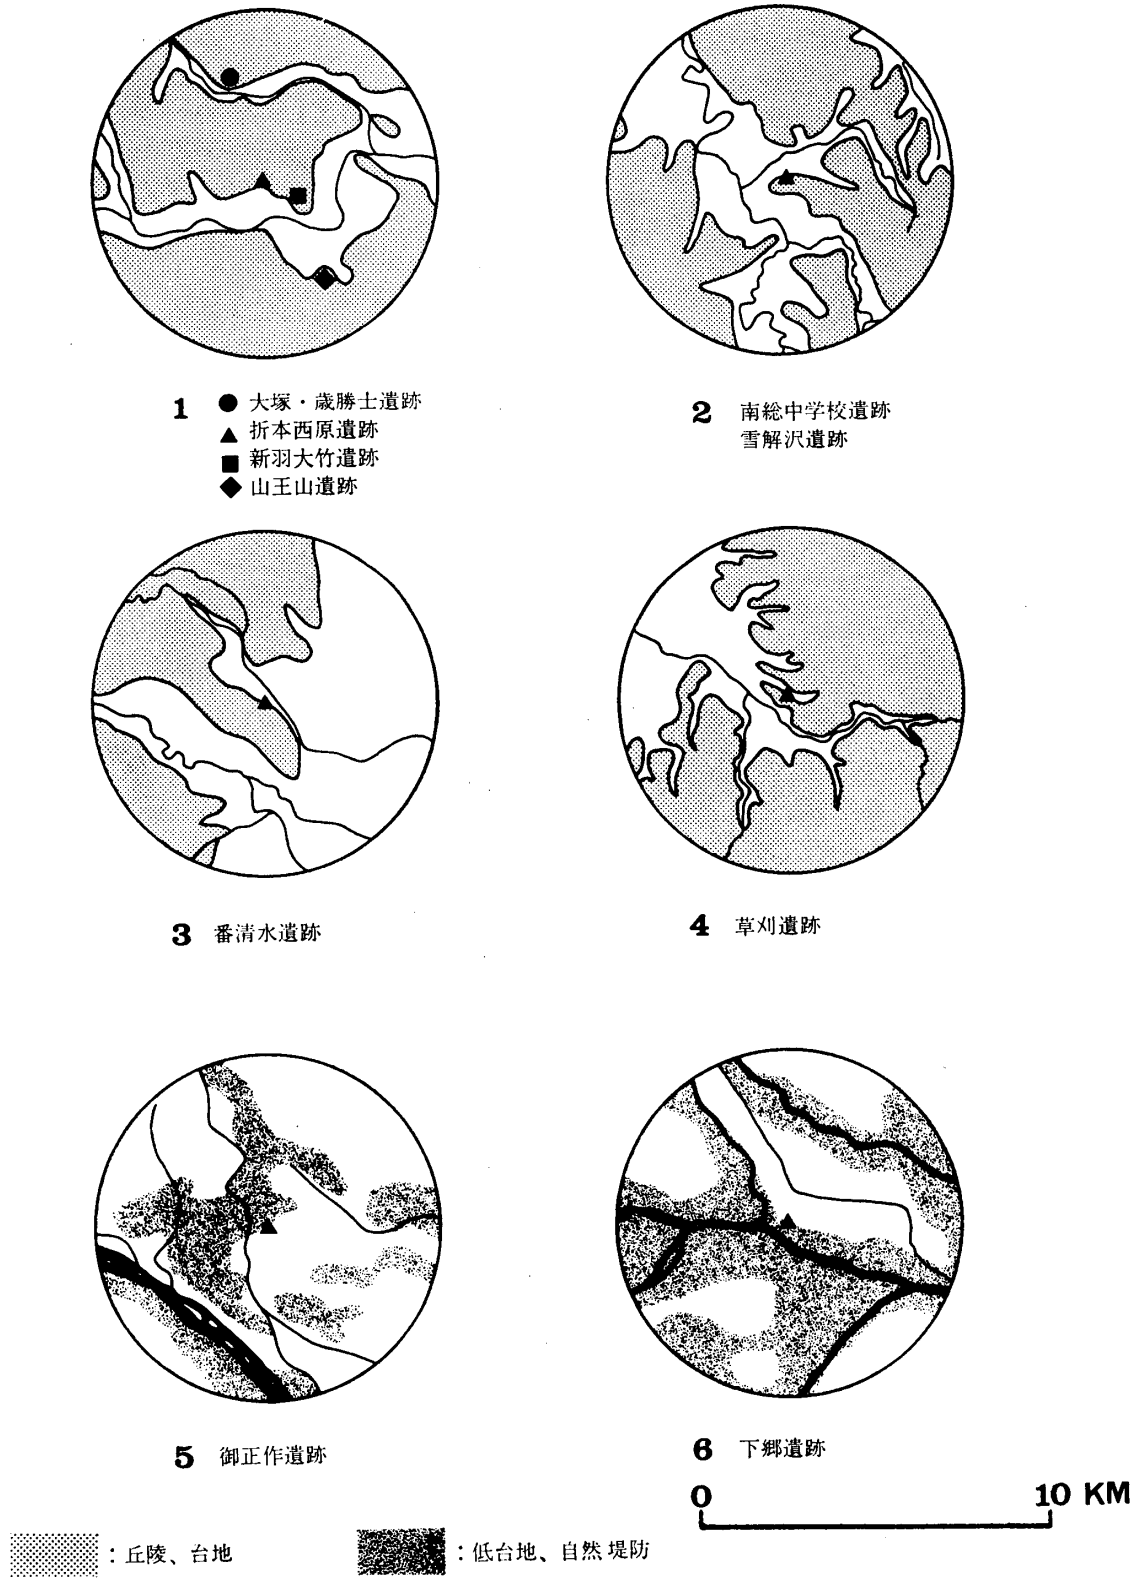 1 ● 大塚・歳勝土遺跡
▲ 折本西原遺跡
■ 新羽大竹遺跡
◆ 山王山遺跡
2 南総中学校遺跡
雪解沢遺跡
3 番清水遺跡
4 草刈遺跡
5 御正作遺跡
6 下郷遺跡
0 10 KM
：丘陵、台地
：低台地、自然堤防